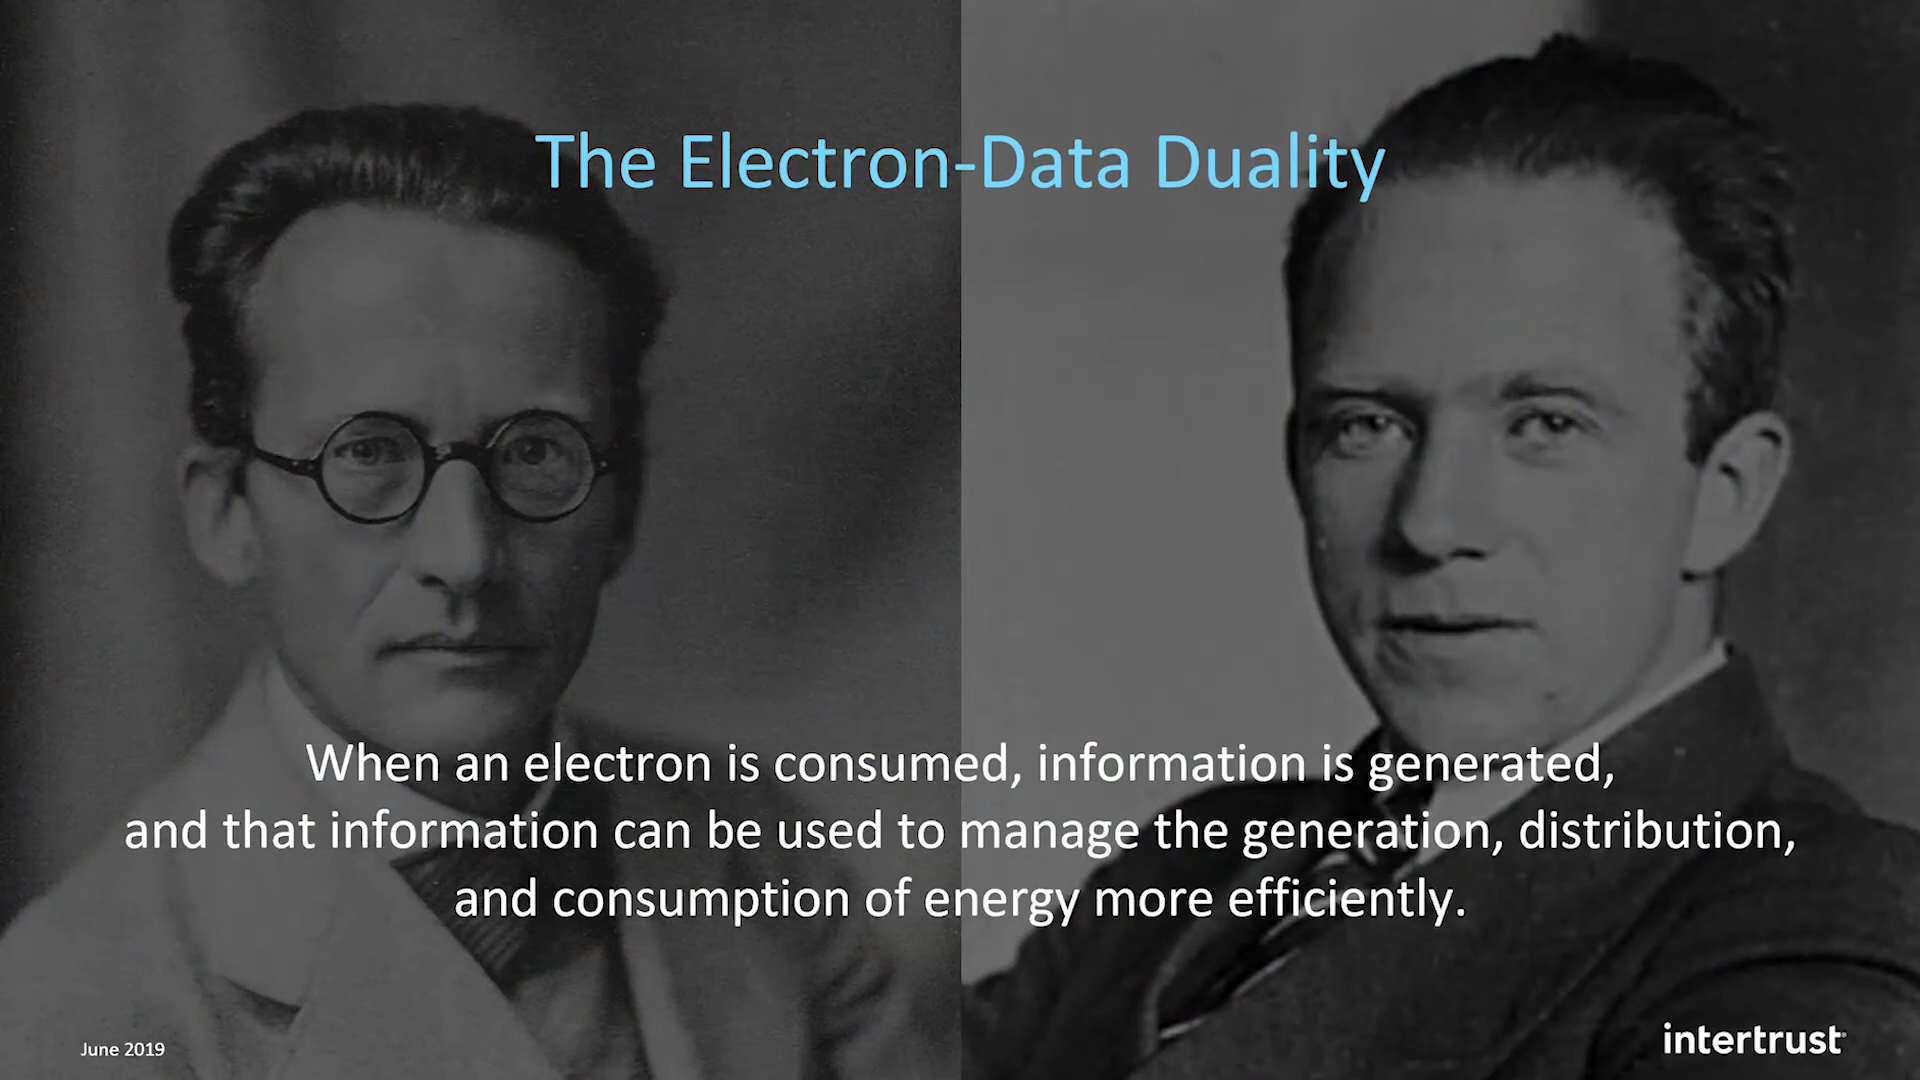 The Electron-Data Duality
When an electron is consumed, information is generated,
and that information can be used to manage the generation, distribution,
and consumption of energy more efficiently.
June 2019
intertrust